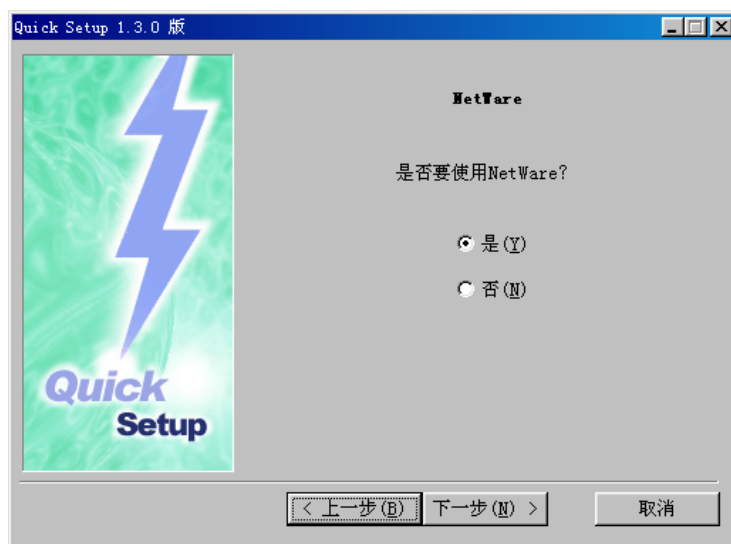 Quick Setup 1.3.0 版
NetWare
是否要使用NetWare?
是(Y)
否(N)
Quick
Setup
< 上一步(B)
下一步(N) >
取消